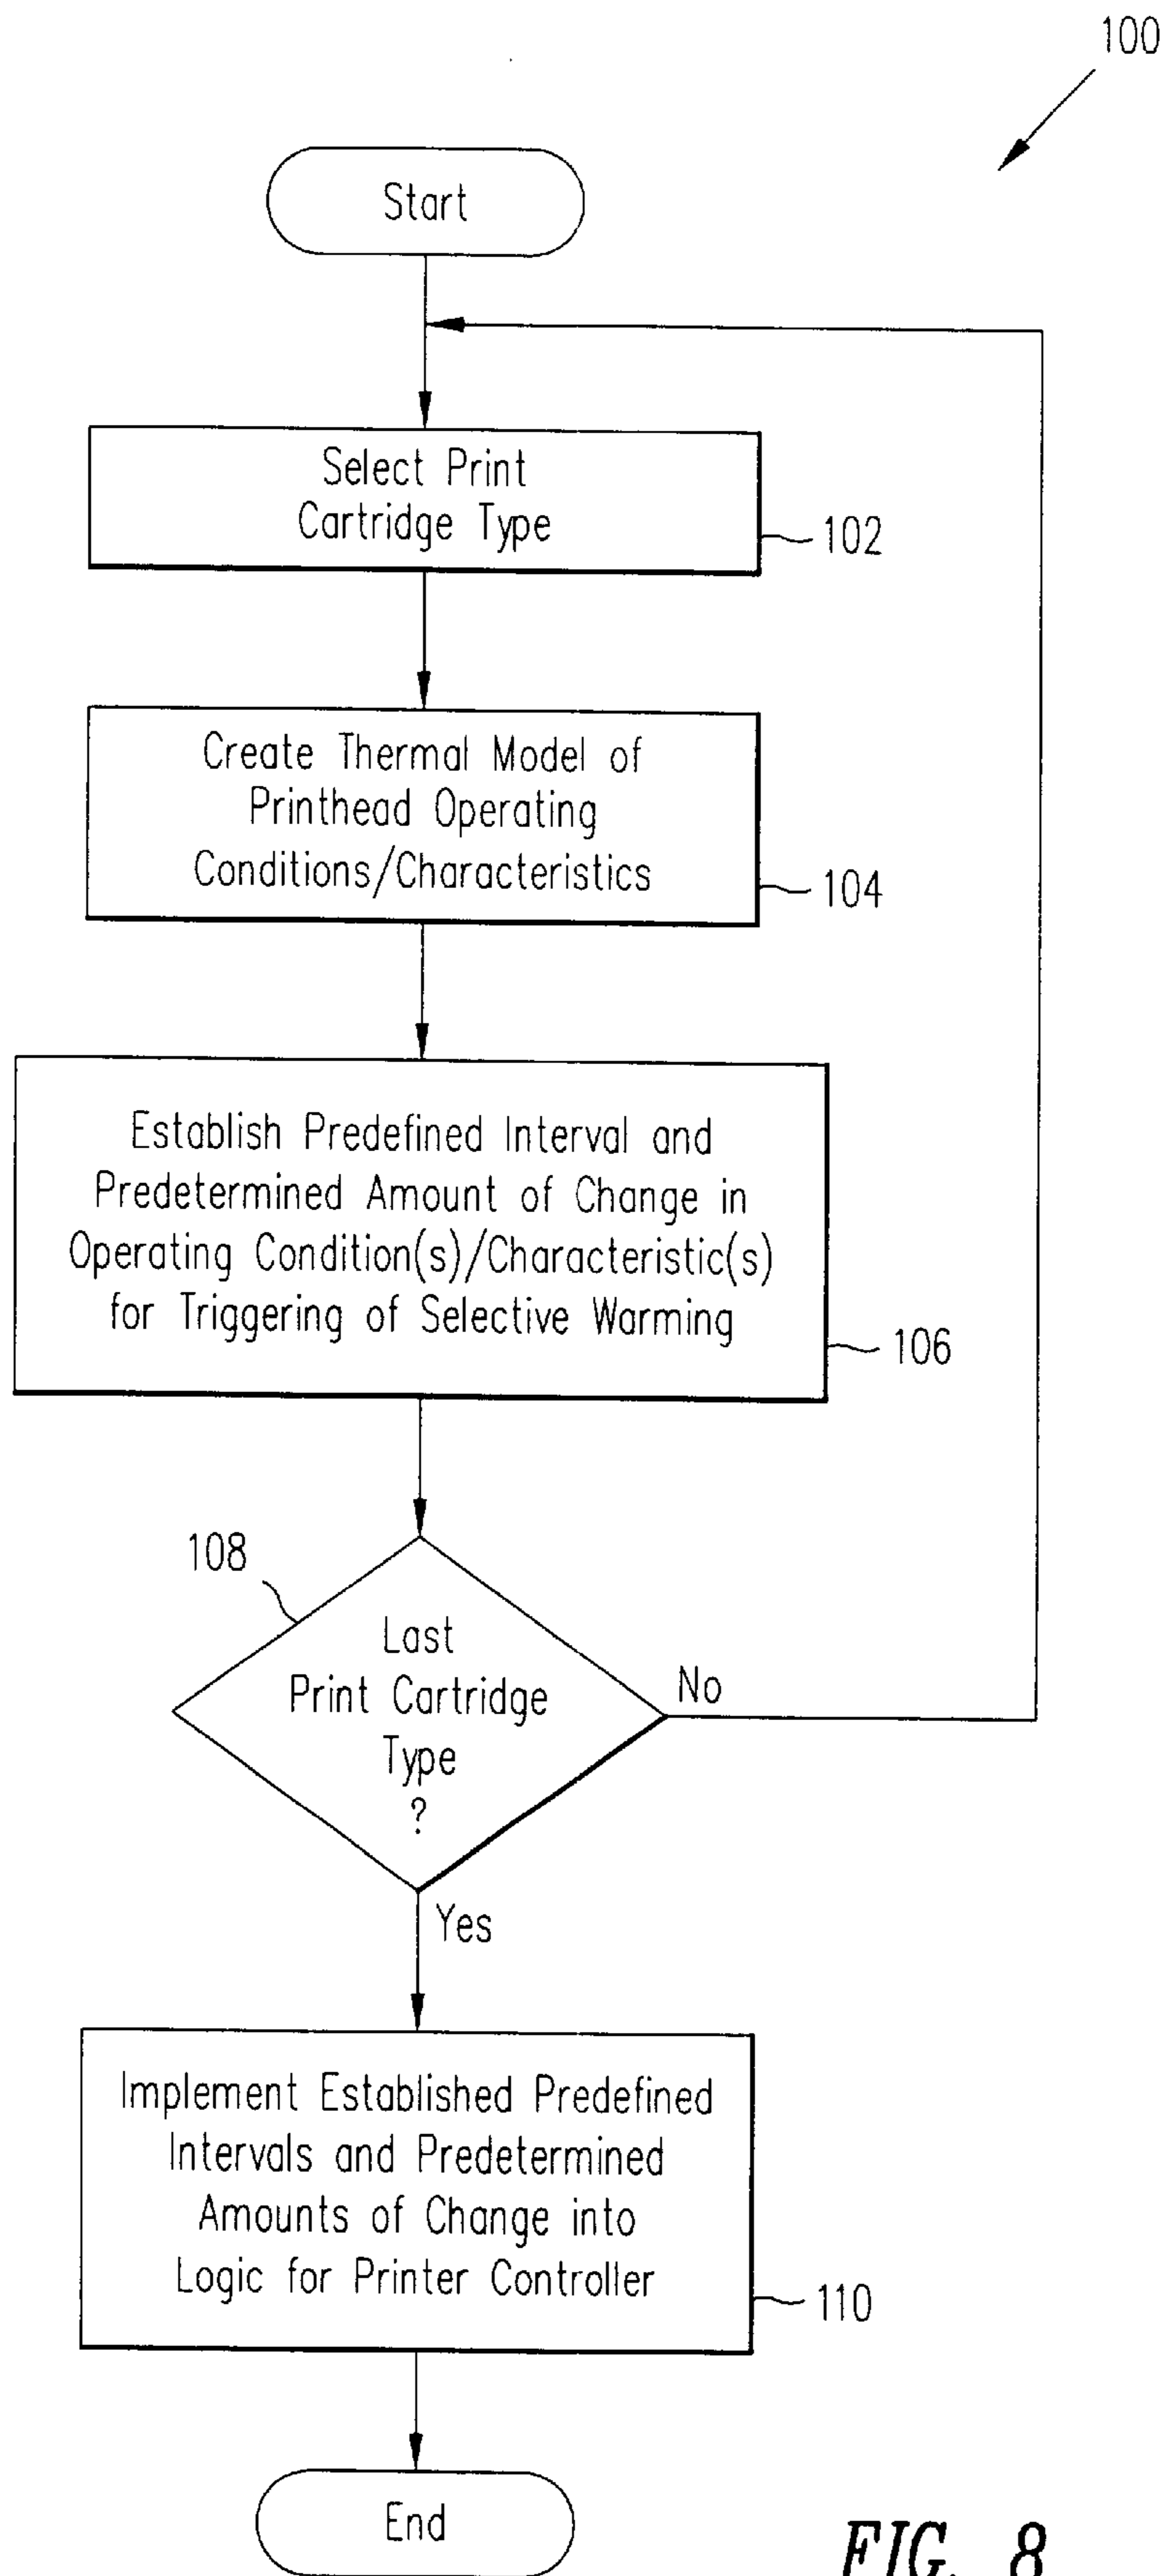 100
Start
Select Print
Cartridge Type
102
Create Thermal Model of
Printhead Operating
Conditions/Characteristics
104
Establish Predefined Interval and
Predetermined Amount of Change in
Operating Condition(s)/Characteristic(s)
for Triggering of Selective Warming
106
108
Last
Print Cartridge
Type
?
No
Yes
Implement Established Predefined
Intervals and Predetermined
Amounts of Change into
Logic for Printer Controller
110
End
FIG. 8